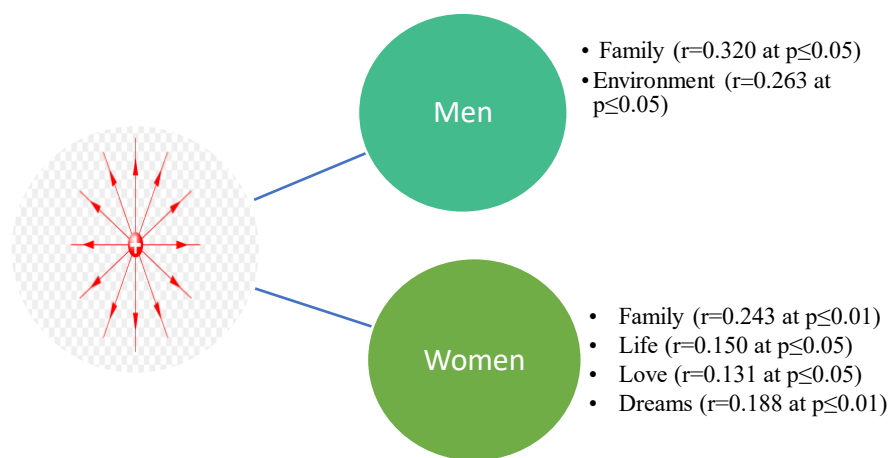 Men
• Family (r=0.320 at p≤0.05)
• Environment (r=0.263 at
p≤0.05)
Women
• Family (r=0.243 at p≤0.01)
• Life (r=0.150 at p≤0.05)
• Love (r=0.131 at p≤0.05)
• Dreams (r=0.188 at p≤0.01)